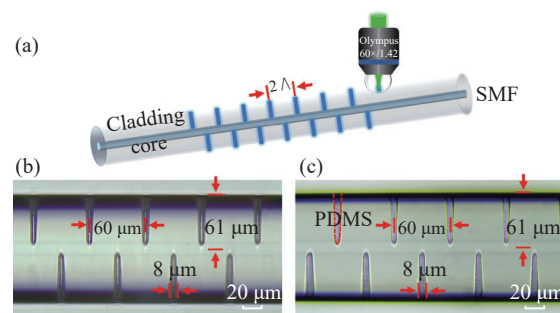 (a)
Olympus
60×/1.42
2Λ
SMF
Cladding
core
(b)
60 μm
61 μm
8 μm
20 μm
(c)
PDMS
60 μm
61 μm
8 μm
20 μm